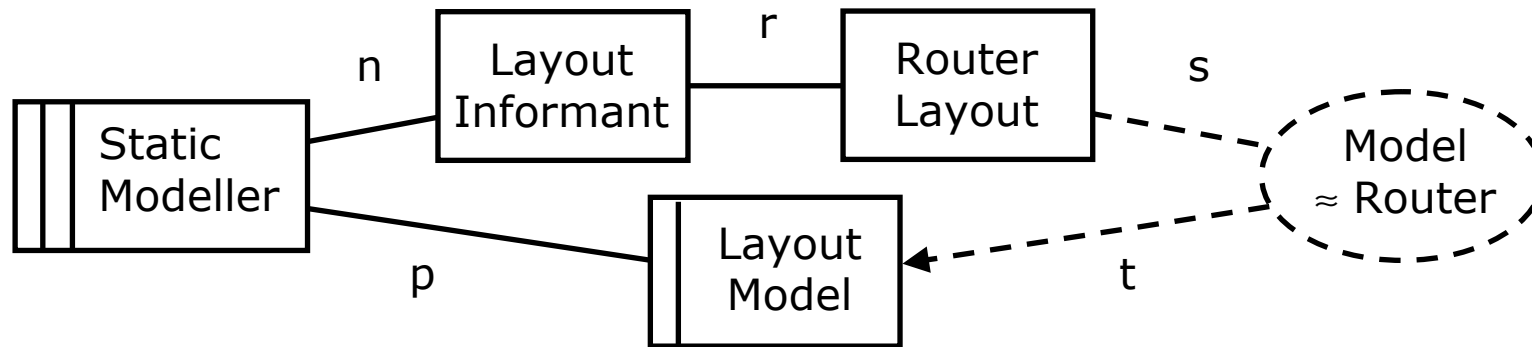 r
n
Layout
Informant
Router
Layout
s
Static
Modeller
Model
≈ Router
p
Layout
Model
t